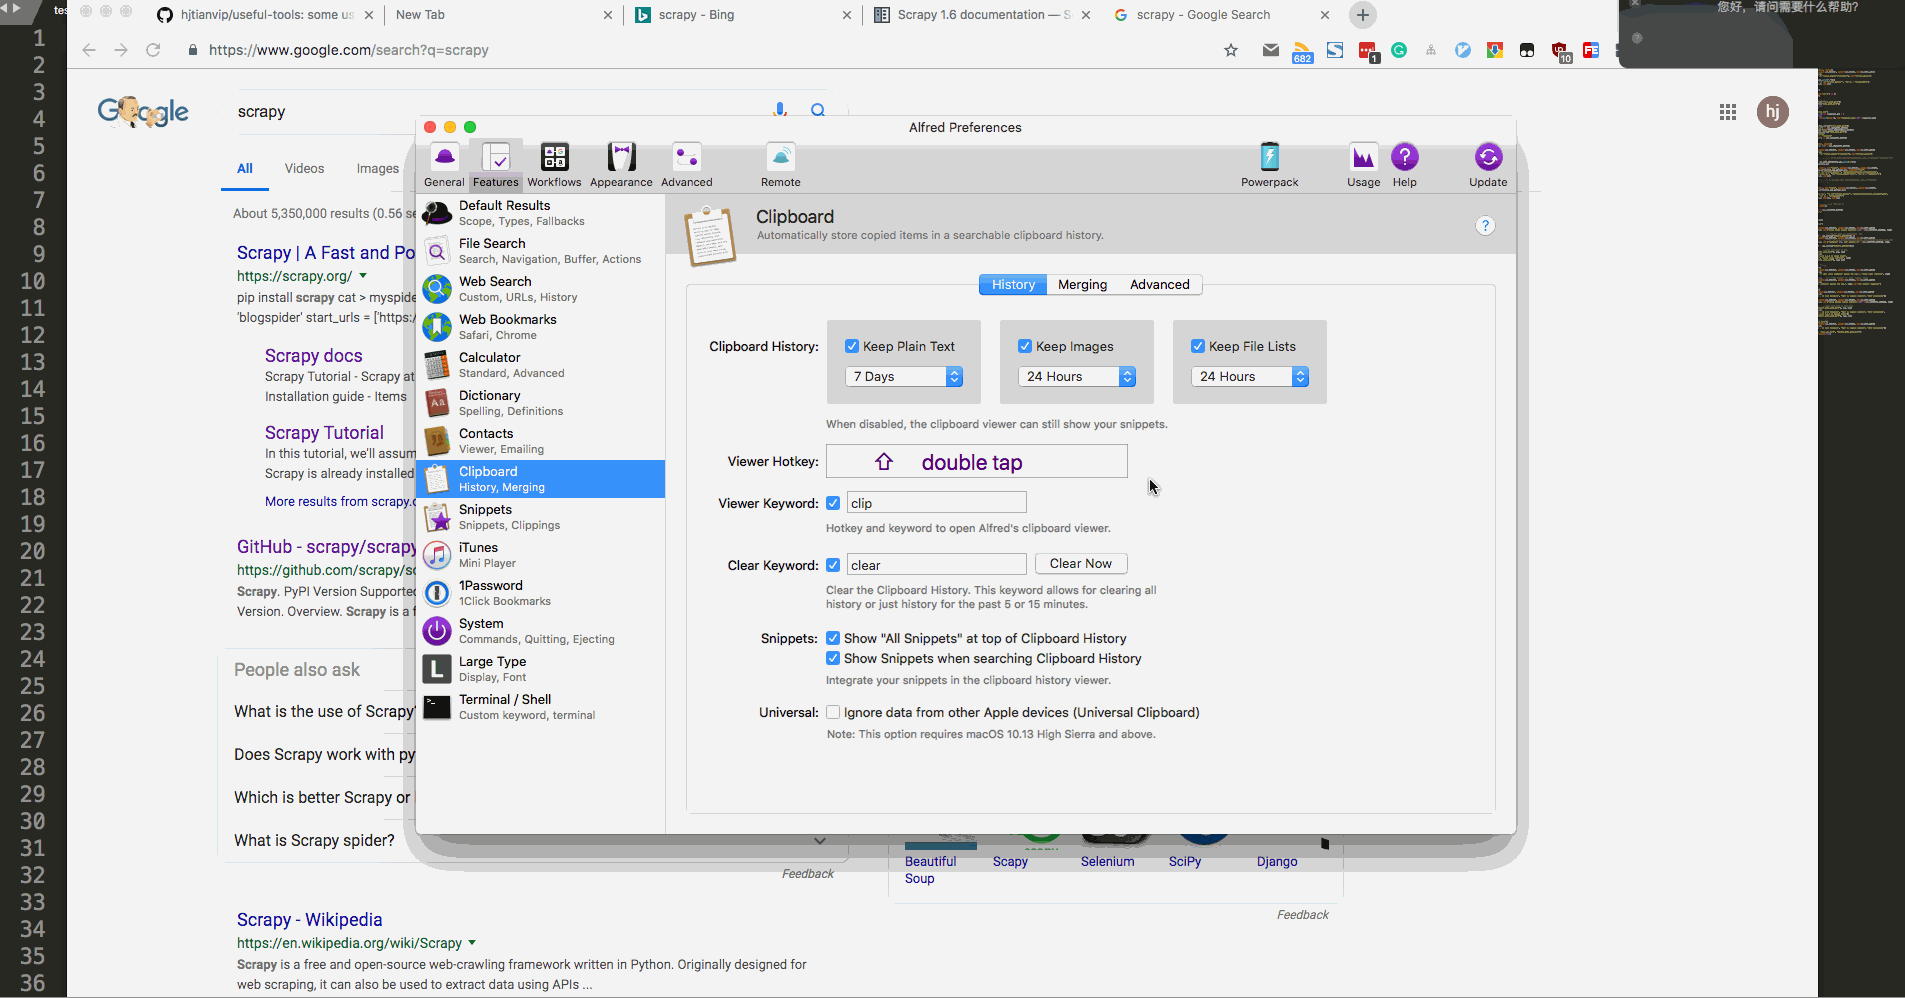 hjtianvip/useful-tools: some us
New Tab
scrapy - Bing
Scrapy 1.6 documentation — S
scrapy - Google Search
您好，请问需要什么帮助?
https://www.google.com/search?q=scrapy
682
1
10
FE
Google
scrapy
hj
All
Videos
Images
About 5,350,000 results (0.56 se
Scrapy | A Fast and Po
https://scrapy.org/
pip install scrapy cat > myspide
'blogspider' start_urls = ['https:
Scrapy docs
Scrapy Tutorial - Scrapy at
Installation guide - Items
Scrapy Tutorial
In this tutorial, we'll assum
Scrapy is already installed
More results from scrapy.o
GitHub - scrapy/scrapy
https://github.com/scrapy/sc
Scrapy. PyPI Version Supported
Version. Overview. Scrapy is a f
People also ask
What is the use of Scrapy?
Does Scrapy work with py
Which is better Scrapy or
What is Scrapy spider?
Feedback
Scrapy - Wikipedia
https://en.wikipedia.org/wiki/Scrapy
Scrapy is a free and open-source web-crawling framework written in Python. Originally designed for
web scraping, it can also be used to extract data using APIs ...
Beautiful Soup
Scapy
Selenium
SciPy
Django
Feedback
Alfred Preferences
General
Features
Workflows
Appearance
Advanced
Remote
Powerpack
Usage
Help
Update
Default Results
Scope, Types, Fallbacks
File Search
Search, Navigation, Buffer, Actions
Web Search
Custom, URLs, History
Web Bookmarks
Safari, Chrome
Calculator
Standard, Advanced
Dictionary
Spelling, Definitions
Contacts
Viewer, Emailing
Clipboard
History, Merging
Snippets
Snippets, Clippings
iTunes
Mini Player
1Password
1Click Bookmarks
System
Commands, Quitting, Ejecting
Large Type
Display, Font
Terminal / Shell
Custom keyword, terminal
Clipboard
Automatically store copied items in a searchable clipboard history.
?
History
Merging
Advanced
Clipboard History:
Keep Plain Text
Keep Images
Keep File Lists
7 Days
24 Hours
24 Hours
When disabled, the clipboard viewer can still show your snippets.
Viewer Hotkey: ⇧ double tap
Viewer Keyword: clip
Hotkey and keyword to open Alfred's clipboard viewer.
Clear Keyword: clear
Clear Now
Clear the Clipboard History. This keyword allows for clearing all
history or just history for the past 5 or 15 minutes.
Snippets: Show "All Snippets" at top of Clipboard History
Show Snippets when searching Clipboard History
Integrate your snippets in the clipboard history viewer.
Universal: Ignore data from other Apple devices (Universal Clipboard)
Note: This option requires macOS 10.13 High Sierra and above.
tes
1
2
3
4
5
6
7
8
9
10
11
12
13
14
15
16
17
18
19
20
21
22
23
24
25
26
27
28
29
30
31
32
33
34
35
36